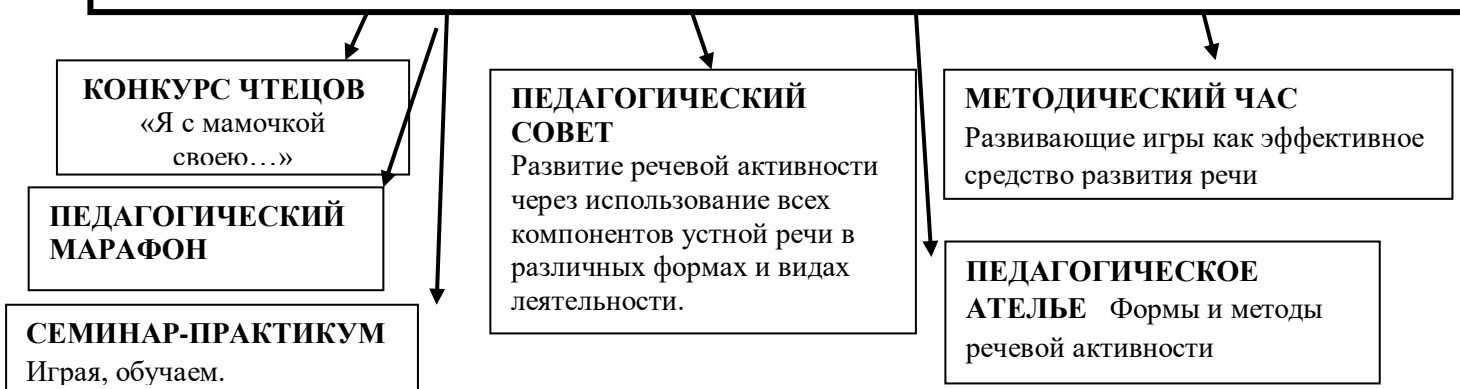 КОНКУРС ЧТЕЦОВ
«Я с мамочкой
своею…»
ПЕДАГОГИЧЕСКИЙ
МАРАФОН
СЕМИНАР-ПРАКТИКУМ
Играя, обучаем.
ПЕДАГОГИЧЕСКИЙ
СОВЕТ
Развитие речевой активности
через использование всех
компонентов устной речи в
различных формах и видах
деятельности.
МЕТОДИЧЕСКИЙ ЧАС
Развивающие игры как эффективное
средство развития речи
ПЕДАГОГИЧЕСКОЕ
АТЕЛЬЕ Формы и методы
речевой активности